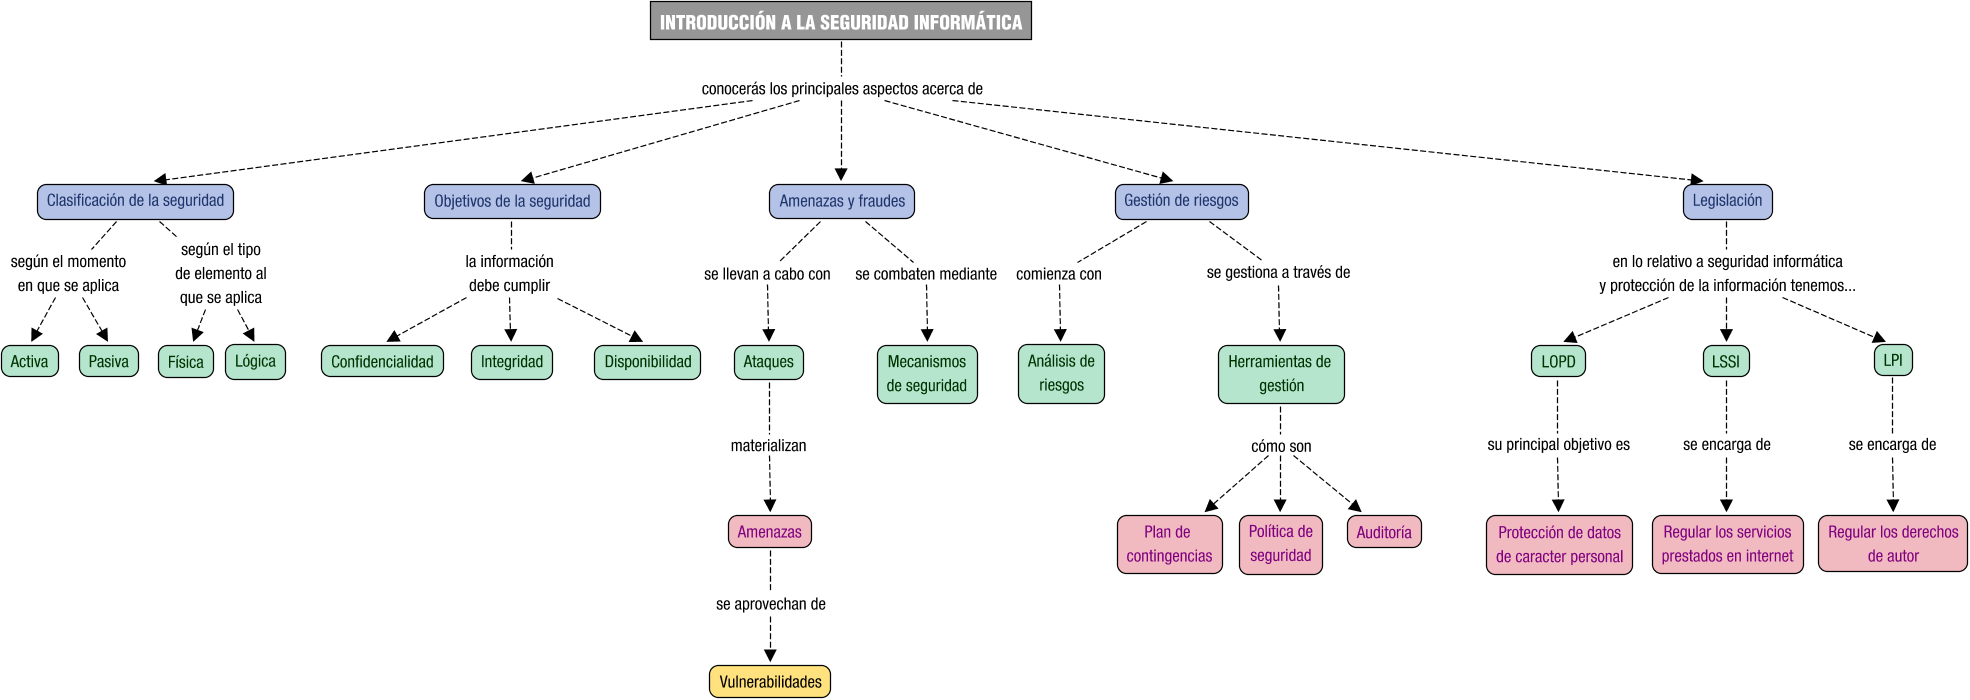 INTRODUCCIÓN A LA SEGURIDAD INFORMÁTICA
conocerás los principales aspectos acerca de
Clasificación de la seguridad
según el momento
en que se aplica
Activa
Pasiva
según el tipo
de elemento al
que se aplica
Física
Lógica
Objetivos de la seguridad
la información
debe cumplir
Confidencialidad
Integridad
Disponibilidad
Amenazas y fraudes
se llevan a cabo con
Ataques
materializan
Amenazas
se aprovechan de
Vulnerabilidades
se combaten mediante
Mecanismos
de seguridad
Gestión de riesgos
comienza con
Análisis de
riesgos
se gestiona a través de
Herramientas de
gestión
cómo son
Plan de
contingencias
Política de
seguridad
Auditoría
Legislación
en lo relativo a seguridad informática
y protección de la información tenemos...
LOPD
su principal objetivo es
Protección de datos
de caracter personal
LSSI
se encarga de
Regular los servicios
prestados en internet
LPI
se encarga de
Regular los derechos
de autor